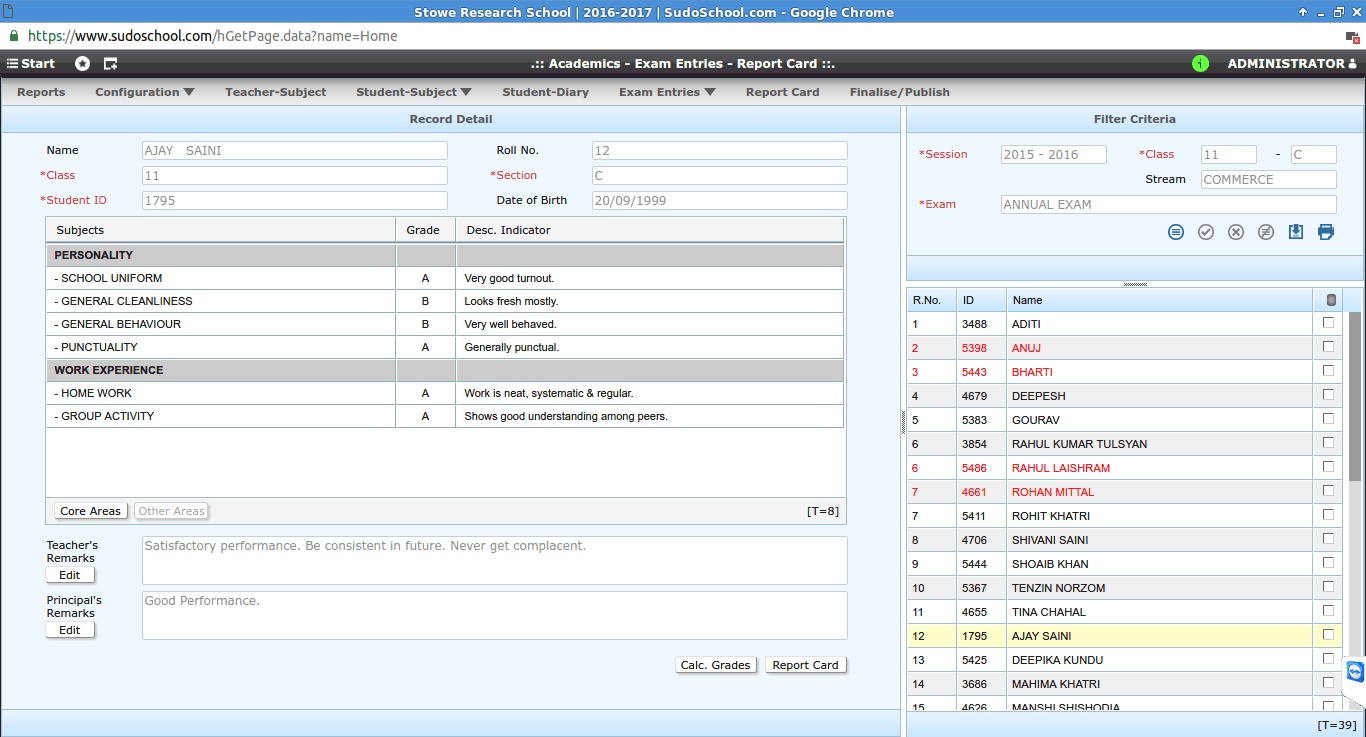 Stowe Research School | 2016-2017 | SudoSchool.com - Google Chrome
https://www.sudoschool.com/hGetPage.data?name=Home
Start
.:: Academics - Exam Entries - Report Card ::.
i
ADMINISTRATOR
Reports Configuration Teacher-Subject Student-Subject Student-Diary Exam Entries Report Card Finalise/Publish
Record Detail
Name AJAY SAINI Roll No. 12
*Class 11 *Section C
*Student ID 1795 Date of Birth 20/09/1999
Subjects Grade Desc. Indicator
PERSONALITY
- SCHOOL UNIFORM A Very good turnout.
- GENERAL CLEANLINESS B Looks fresh mostly.
- GENERAL BEHAVIOUR B Very well behaved.
- PUNCTUALITY A Generally punctual.
WORK EXPERIENCE
- HOME WORK A Work is neat, systematic & regular.
- GROUP ACTIVITY A Shows good understanding among peers.
Core Areas Other Areas [T=8]
Teacher's
Remarks
Edit
Satisfactory performance. Be consistent in future. Never get complacent.
Principal's
Remarks
Edit
Good Performance.
Calc. Grades Report Card
Filter Criteria
*Session 2015 - 2016 *Class 11 - C
Stream COMMERCE
*Exam ANNUAL EXAM
R.No. ID Name
1 3488 ADITI
2 5398 ANUJ
3 5443 BHARTI
4 4679 DEEPESH
5 5383 GOURAV
6 3854 RAHUL KUMAR TULSYAN
6 5486 RAHUL LAISHRAM
7 4661 ROHAN MITTAL
7 5411 ROHIT KHATRI
8 4706 SHIVANI SAINI
9 5444 SHOAIB KHAN
10 5367 TENZIN NORZOM
11 4655 TINA CHAHAL
12 1795 AJAY SAINI
13 5425 DEEPIKA KUNDU
14 3686 MAHIMA KHATRI
15 4626 MANSHI SHISHODIA
[T=39]